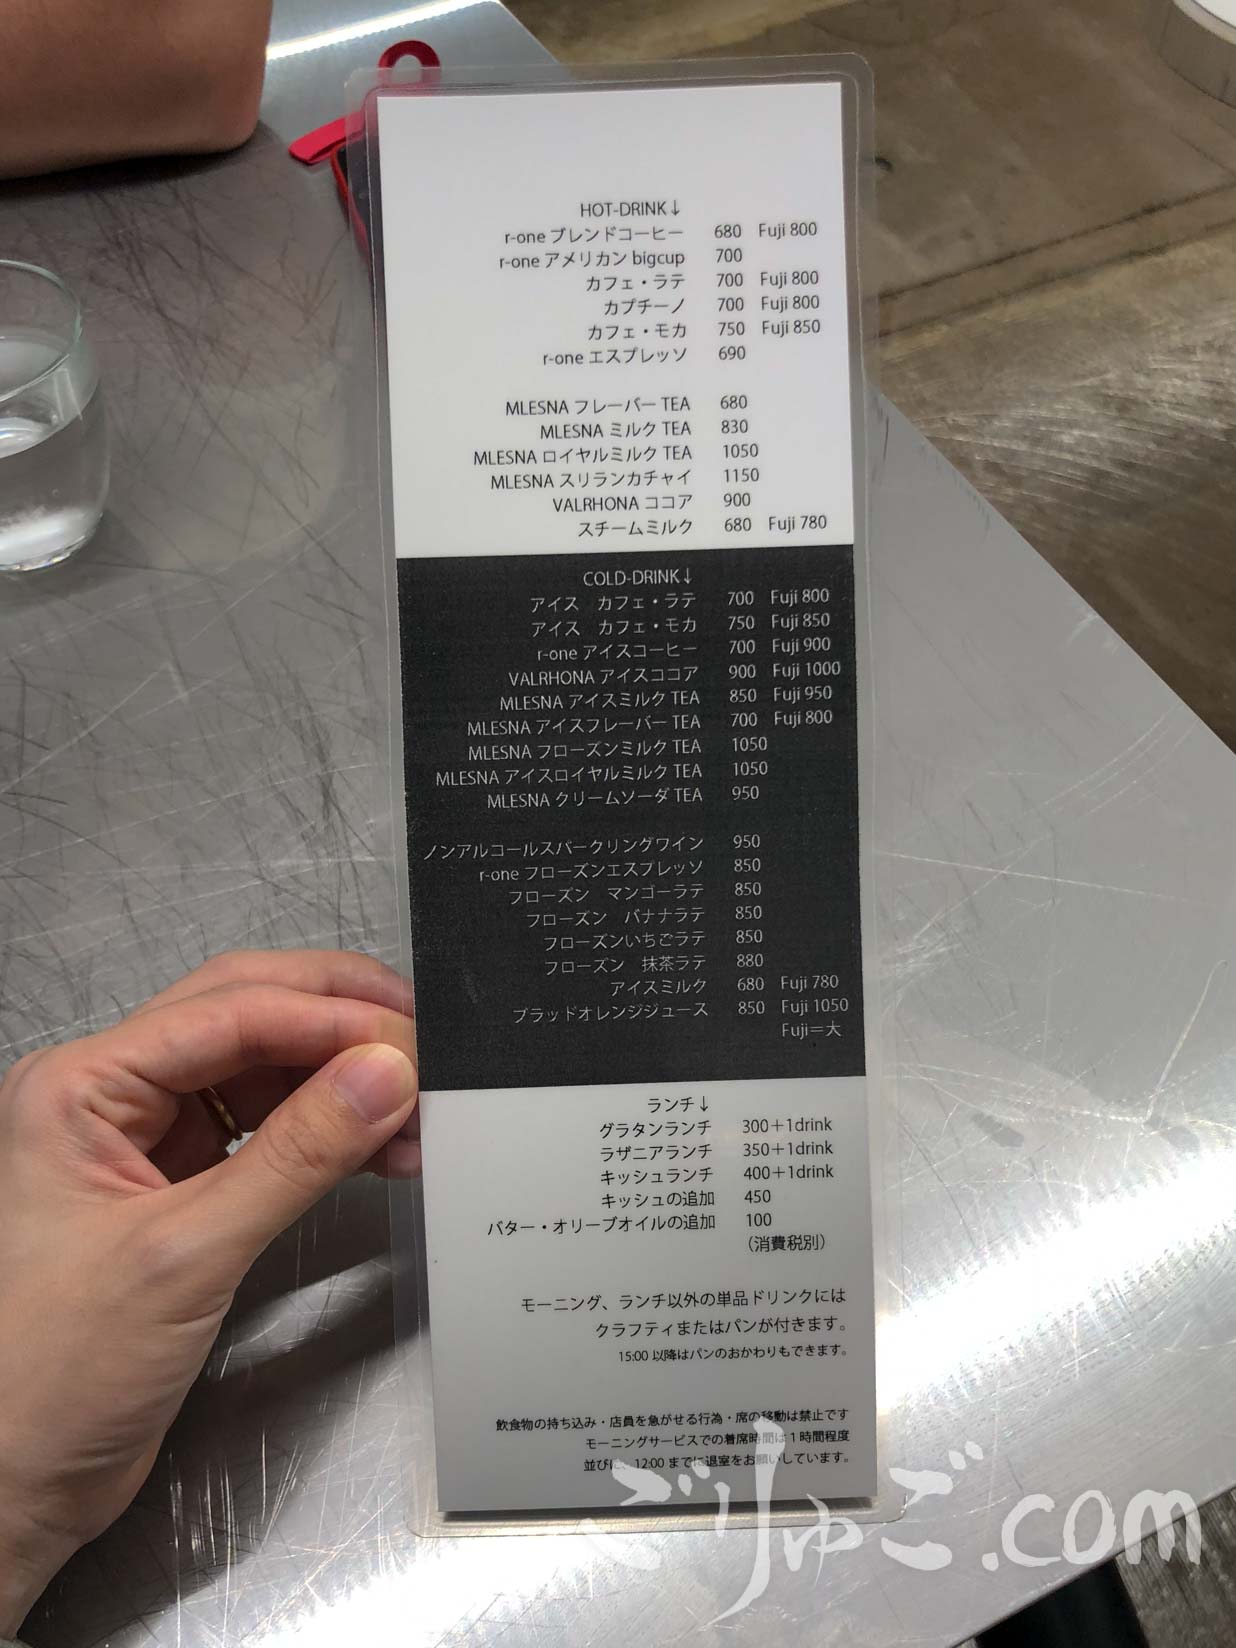 HOT-DRINK↓
r-one ブレンドコーヒー 680 Fuji 800
r-one アメリカン bigcup 700
カフェ・ラテ 700 Fuji 800
カプチーノ 700 Fuji 800
カフェ・モカ 750 Fuji 850
r-one エスプレッソ 690
MLESNA フレーバー TEA 680
MLESNA ミルク TEA 830
MLESNA ロイヤルミルク TEA 1050
MLESNA スリランカチャイ 1150
VALRHONA ココア 900
スチームミルク 680 Fuji 780
COLD-DRINK↓
アイス カフェ・ラテ 700 Fuji 800
アイス カフェ・モカ 750 Fuji 850
r-one アイスコーヒー 700 Fuji 900
VALRHONA アイスココア 900 Fuji 1000
MLESNA アイスミルク TEA 850 Fuji 950
MLESNA アイスフレーバー TEA 700 Fuji 800
MLESNA フローズンミルク TEA 1050
MLESNA アイスロイヤルミルク TEA 1050
MLESNA クリームソーダ TEA 950
ノンアルコールスパークリングワイン 950
r-one フローズンエスプレッソ 850
フローズン マンゴーラテ 850
フローズン バナナラテ 850
フローズンいちごラテ 850
フローズン 抹茶ラテ 880
アイスミルク 680 Fuji 780
ブラッドオレンジジュース 850 Fuji 1050
Fuji＝大
ランチ↓
グラタンランチ 300＋1drink
ラザニアランチ 350＋1drink
キッシュランチ 400＋1drink
キッシュの追加 450
バター・オリーブオイルの追加 100
（消費税別）
モーニング、ランチ以外の単品ドリンクには
クラフティまたはパンが付きます。
15:00 以降はパンのおかわりもできます。
飲食物の持ち込み・店員を急がせる行為・席の移動は禁止です
モーニングサービスでの着席時間は 1 時間程度
並びに、12:00 までに退室をお願いしています。
ごりゅご.com